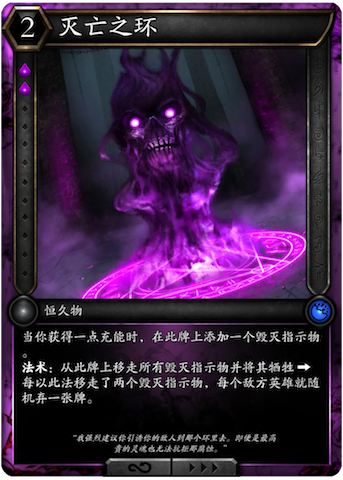 2 灭亡之环
恒久物
当你获得一点充能时，在此牌上添加一个毁灭指示物
。
法术：从此牌上移走所有毁灭指示物并将其牺牲 ➡
每以此法移走了两个毁灭指示物，每个敌方英雄就随
机弃一张牌。
"我强烈建议你引诱你的敌人到那个环里去。即便是最高
贵的灵魂也无法抗拒那腐蚀。"